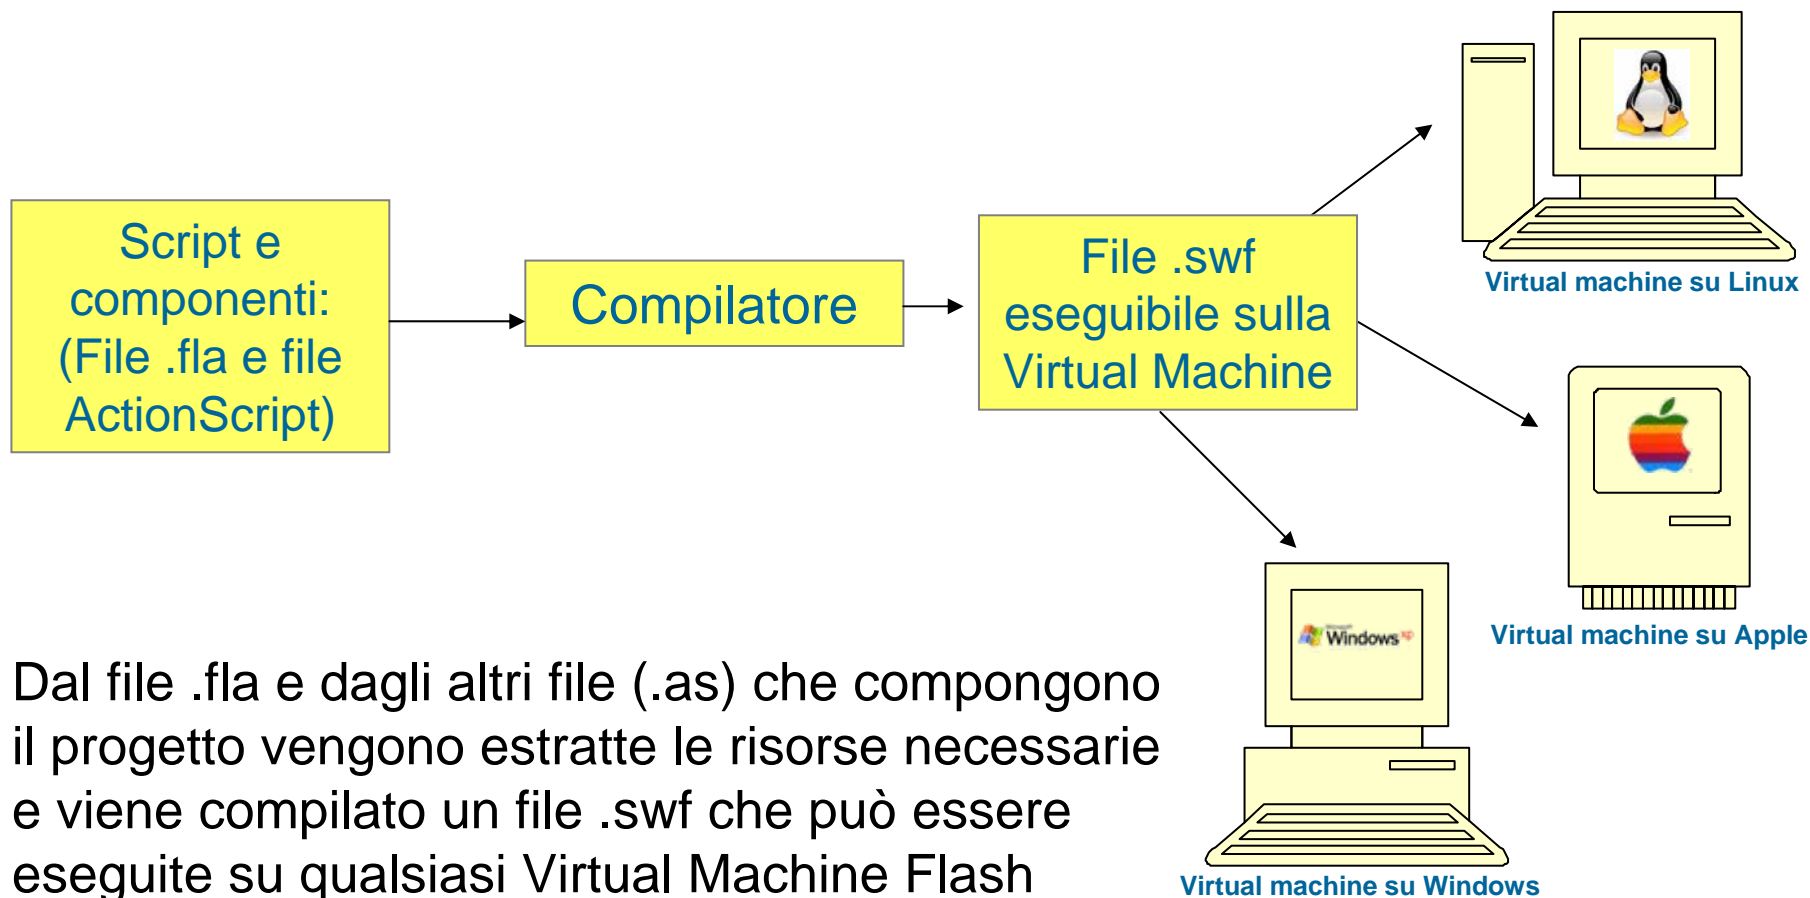 Script e
componenti:
(File .fla e file
ActionScript)
Compilatore
File .swf
eseguibile sulla
Virtual Machine
Virtual machine su Linux
Virtual machine su Apple
Windows xp
Virtual machine su Windows
Dal file .fla e dagli altri file (.as) che compongono
il progetto vengono estratte le risorse necessarie
e viene compilato un file .swf che può essere
eseguite su qualsiasi Virtual Machine Flash